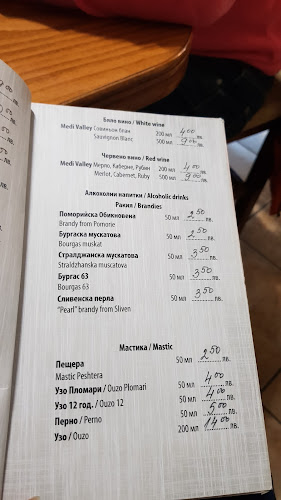 Бяло вино / White wine
Medi Valley Совиньон блан 200 мл 4,00 лв.
Sauvignon Blanc 500 мл 9,00 лв.
Червено вино / Red wine
Medi Valley Мерло, Каберне, Рубин 200 мл 4,00 лв.
Merlot, Cabernet, Ruby 500 мл 9,00 лв.
Алкохолни напитки / Alcoholic drinks
Ракии / Brandies
Поморийска Обикновена 50 мл 2,50 лв.
Brandy from Pomorie
Бургаска мускатова 50 мл 2,50 лв.
Bourgas muskat
Стралджанска мускатова 50 мл 3,50 лв.
Straldzhanska muscatova
Бургас 63 50 мл 3,50 лв.
Bourgas 63
Сливенска перла 50 мл 3,50 лв.
"Pearl" brandy from Sliven
Мастика / Mastic
Пещера 50 мл 2,50 лв.
Mastic Peshtera
Узо Пломари / Ouzo Plomari 50 мл 4,00 лв.
Узо 12 год. / Ouzo 12 50 мл 4,00 лв.
Перно / Perno 50 мл 5,00 лв.
Узо / Ouzo 200 мл 14,00 лв.